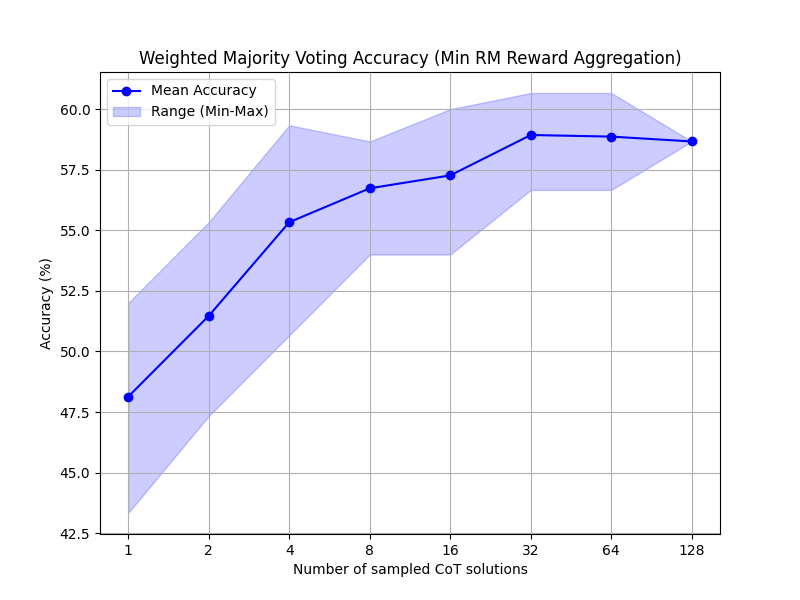 Weighted Majority Voting Accuracy (Min RM Reward Aggregation)
Mean Accuracy
Range (Min-Max)
Accuracy (%)
60.0
57.5
55.0
52.5
50.0
47.5
45.0
42.5
1 2 4 8 16 32 64 128
Number of sampled CoT solutions